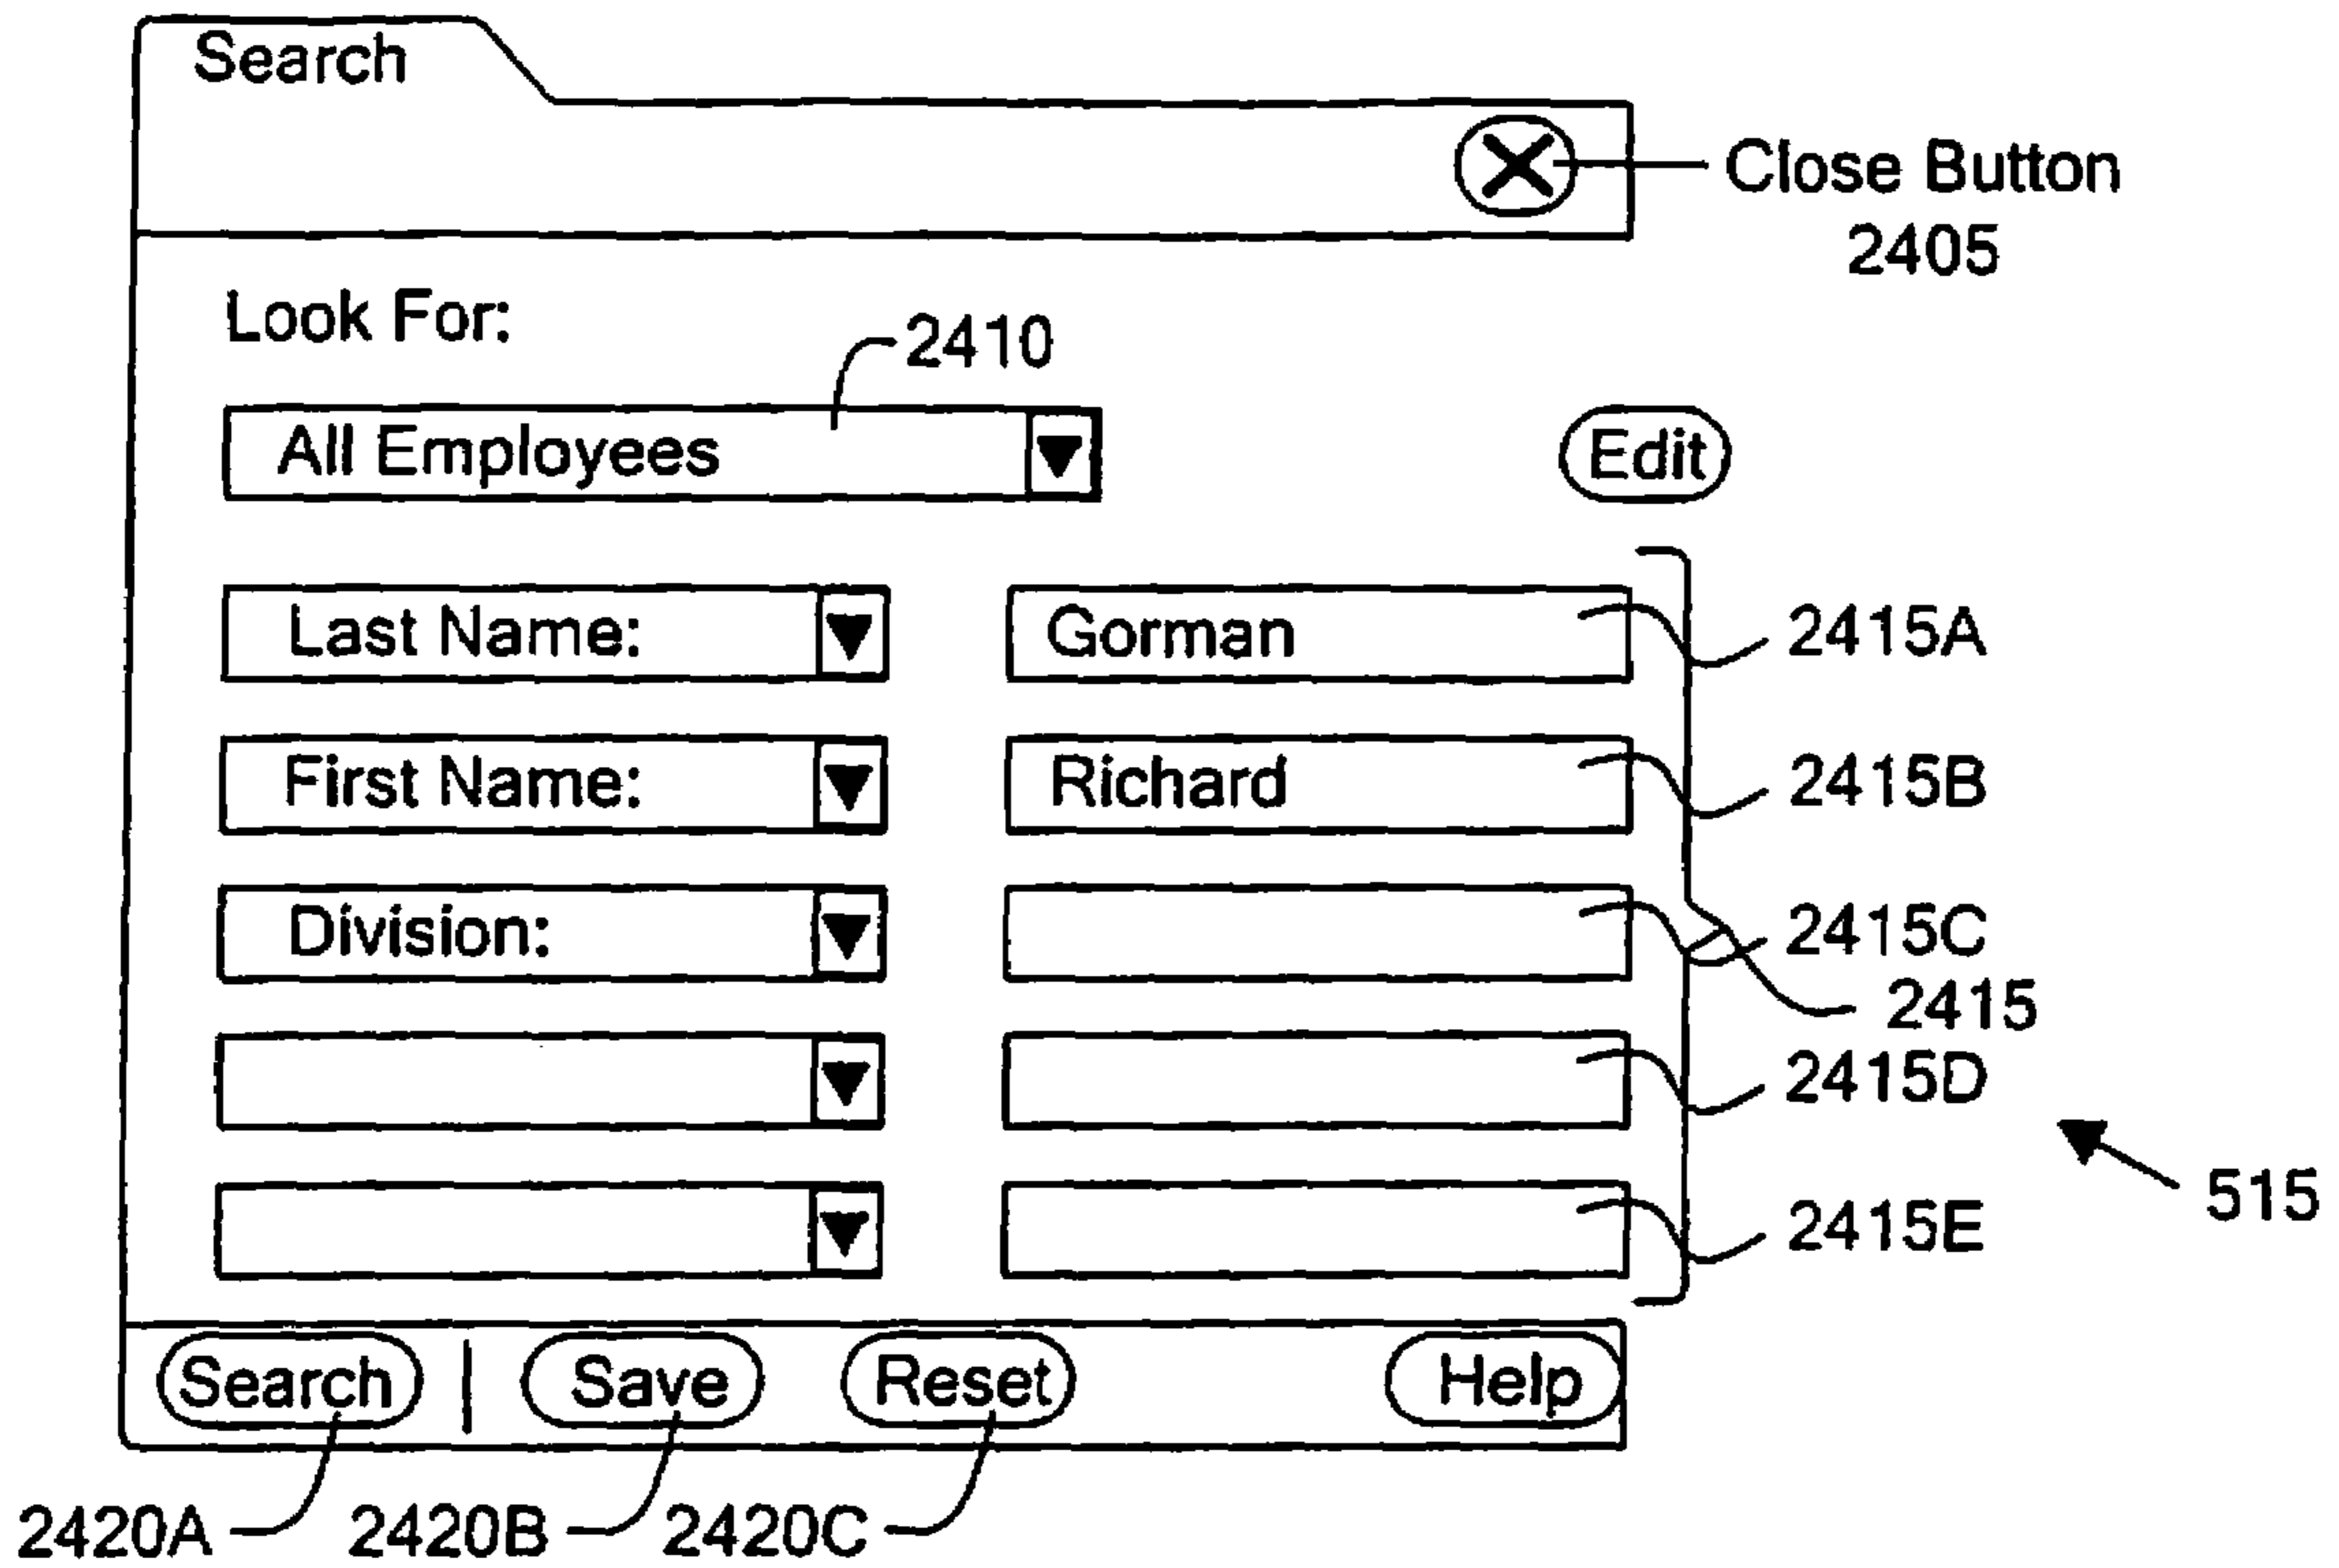 Search
Close Button
2405
Look For:
2410
All Employees
Edit
Last Name:
Gorman
2415A
First Name:
Richard
2415B
Division:
2415C
2415
2415D
515
2415E
Search
Save
Reset
Help
2420A
2420B
2420C